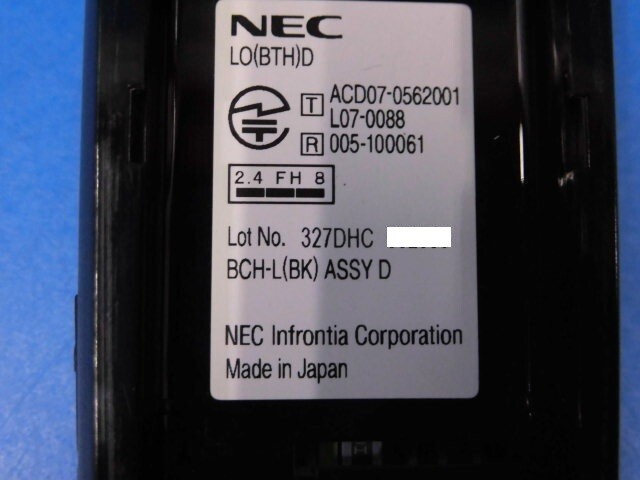 NEC
LO(BTH)D
T ACD07-0562001
L07-0088
R 005-100061
2.4 FH 8
Lot No. 327DHC
BCH-L(BK) ASSY D
NEC Infrontia Corporation
Made in Japan